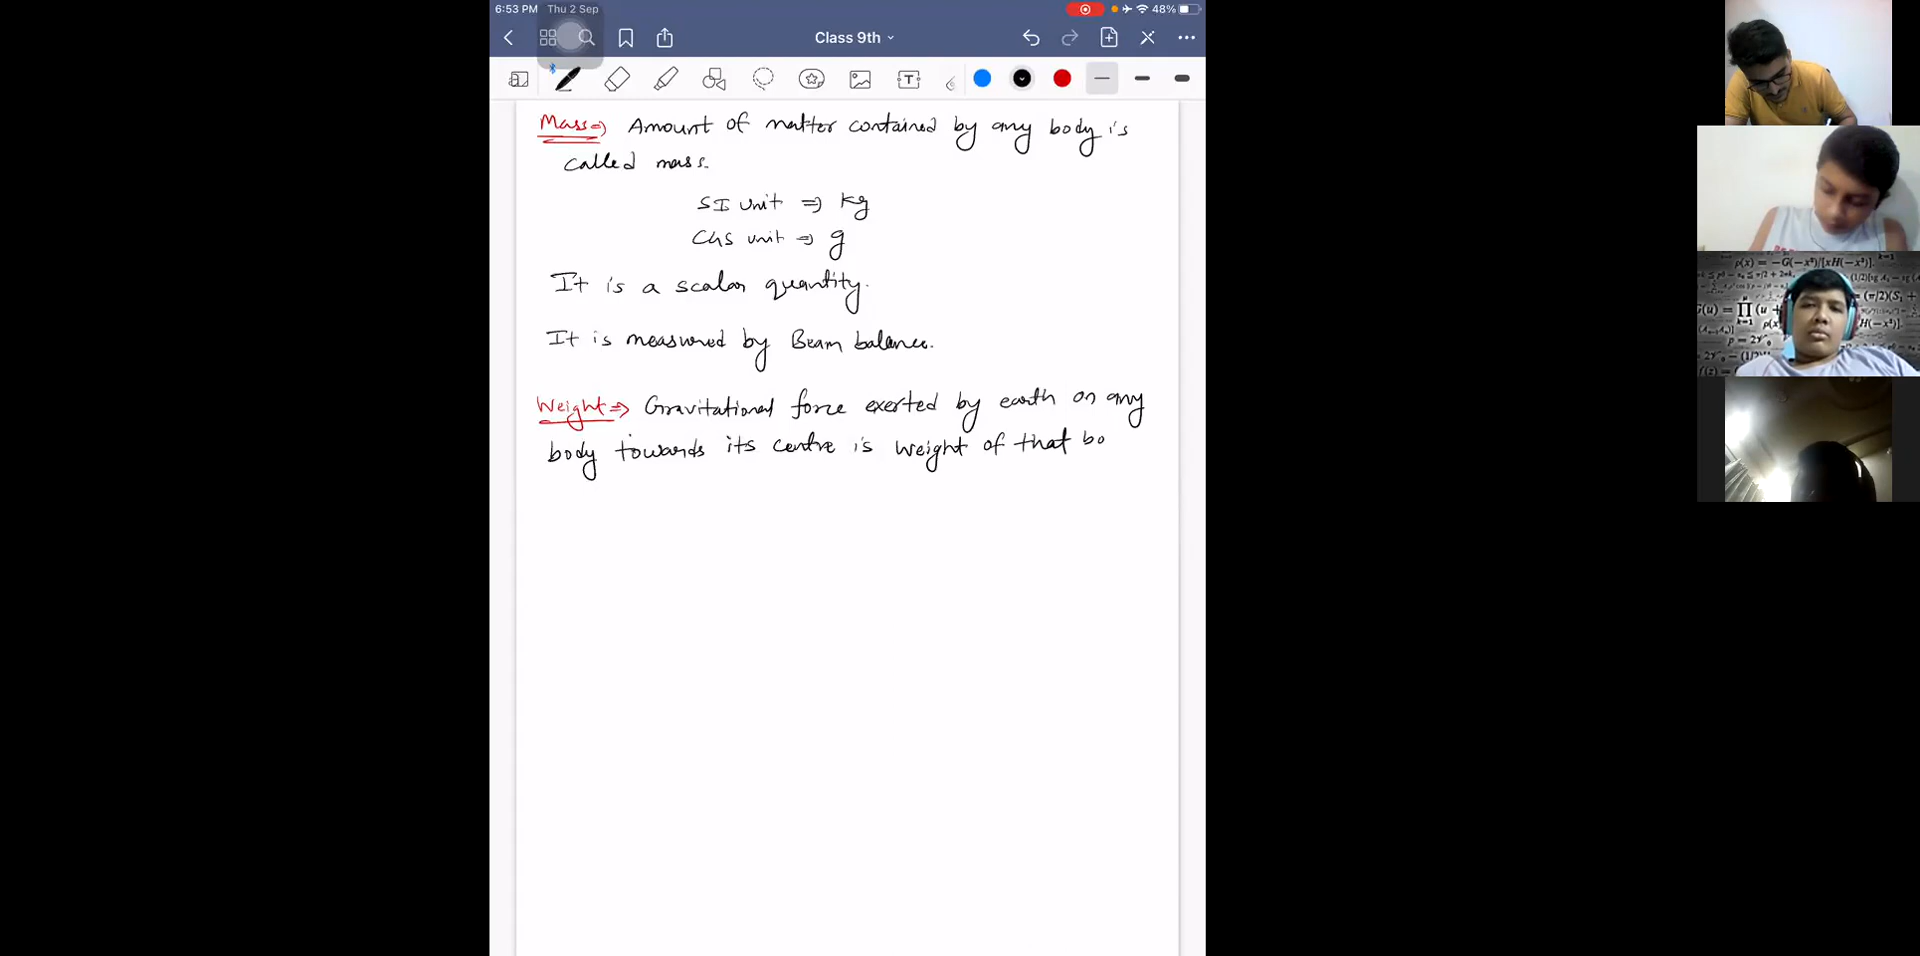 6:53 PM Thu 2 Sep 48%
Class 9th
T
Mass ⇒ Amount of matter contained by any body is
called mass.
SI unit ⇒ kg
CGS unit ⇒ g
It is a scalar quantity.
It is measured by Beam balance.
Weight ⇒ Gravitational force exerted by earth on any
body towards its centre is weight of that bo